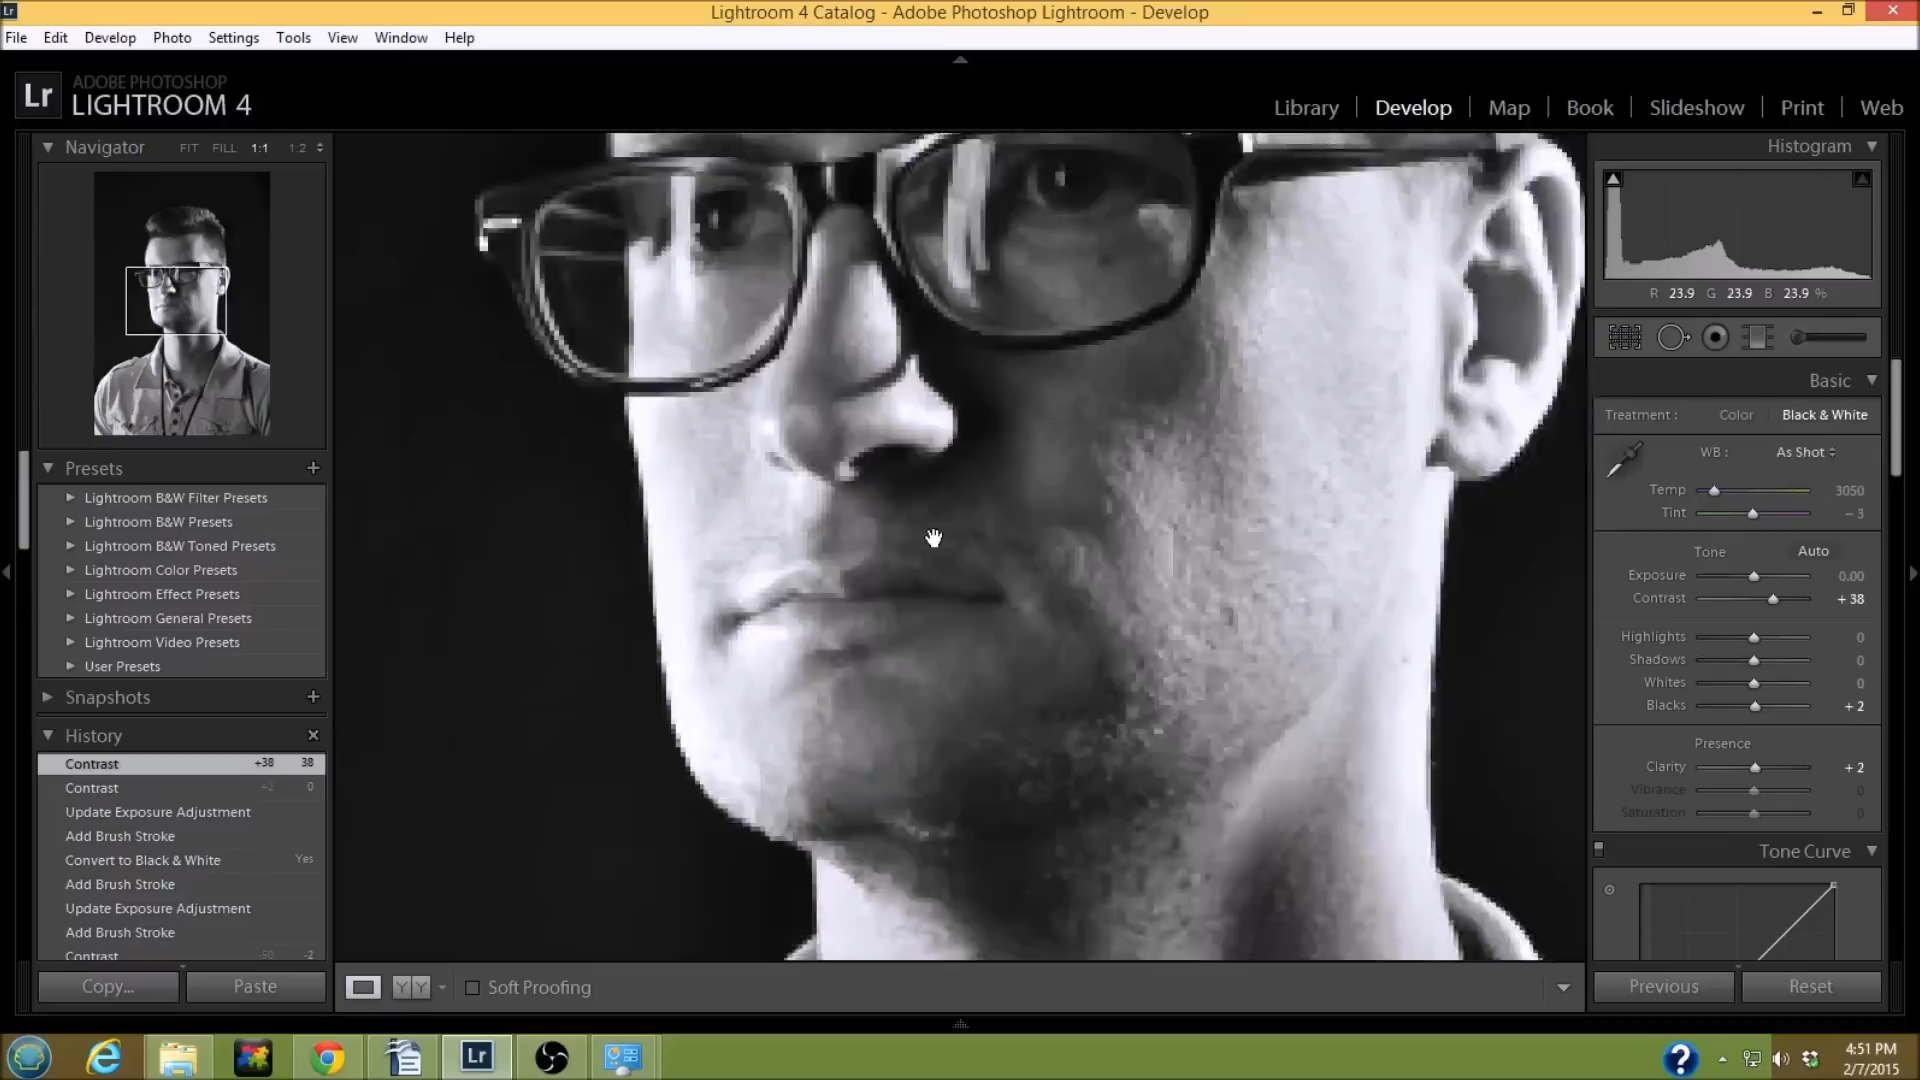 Lr
Lightroom 4 Catalog - Adobe Photoshop Lightroom - Develop
File Edit Develop Photo Settings Tools View Window Help
Lr
ADOBE PHOTOSHOP
LIGHTROOM 4
Library Develop Map Book Slideshow Print Web
Navigator FIT FILL 1:1 1:2
Presets
Lightroom B&W Filter Presets
Lightroom B&W Presets
Lightroom B&W Toned Presets
Lightroom Color Presets
Lightroom Effect Presets
Lightroom General Presets
Lightroom Video Presets
User Presets
Snapshots
History
Contrast +38 38
Contrast 0
Update Exposure Adjustment
Add Brush Stroke
Convert to Black & White Yes
Add Brush Stroke
Update Exposure Adjustment
Add Brush Stroke
Contrast -50 -2
Copy... Paste
Y Y
Soft Proofing
Histogram
R 23.9 G 23.9 B 23.9 %
Basic
Treatment : Color Black & White
WB : As Shot
Temp 3050
Tint - 3
Tone Auto
Exposure 0.00
Contrast + 38
Highlights 0
Shadows 0
Whites 0
Blacks + 2
Presence
Clarity + 2
Vibrance 0
Saturation 0
Tone Curve
Previous Reset
Lr
?
4:51 PM
2/7/2015